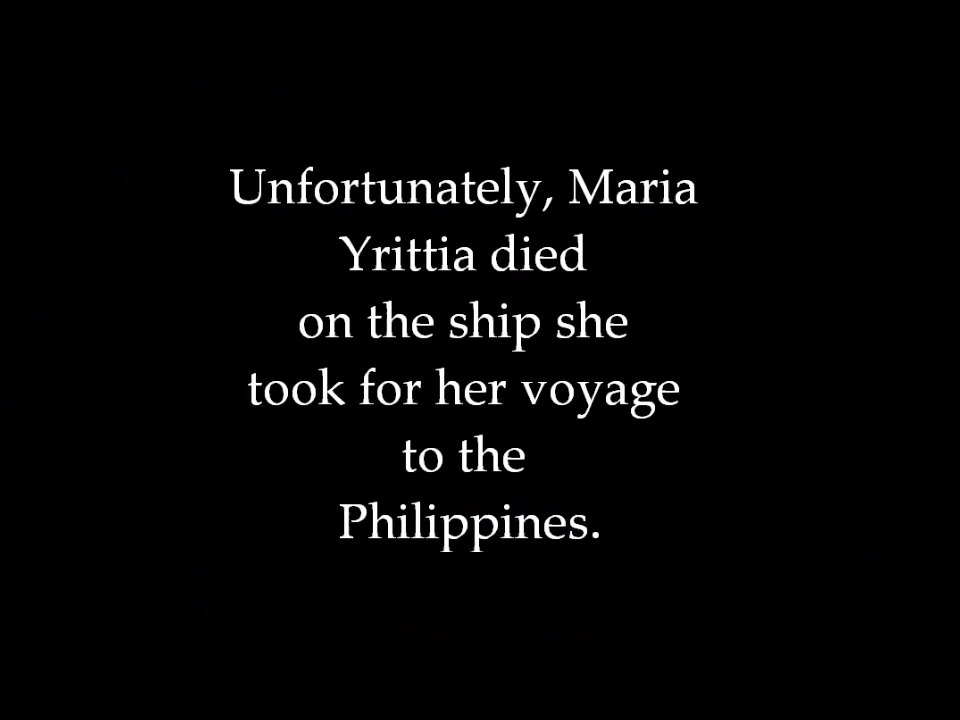 Unfortunately, Maria
Yrittia died
on the ship she
took for her voyage
to the
Philippines.